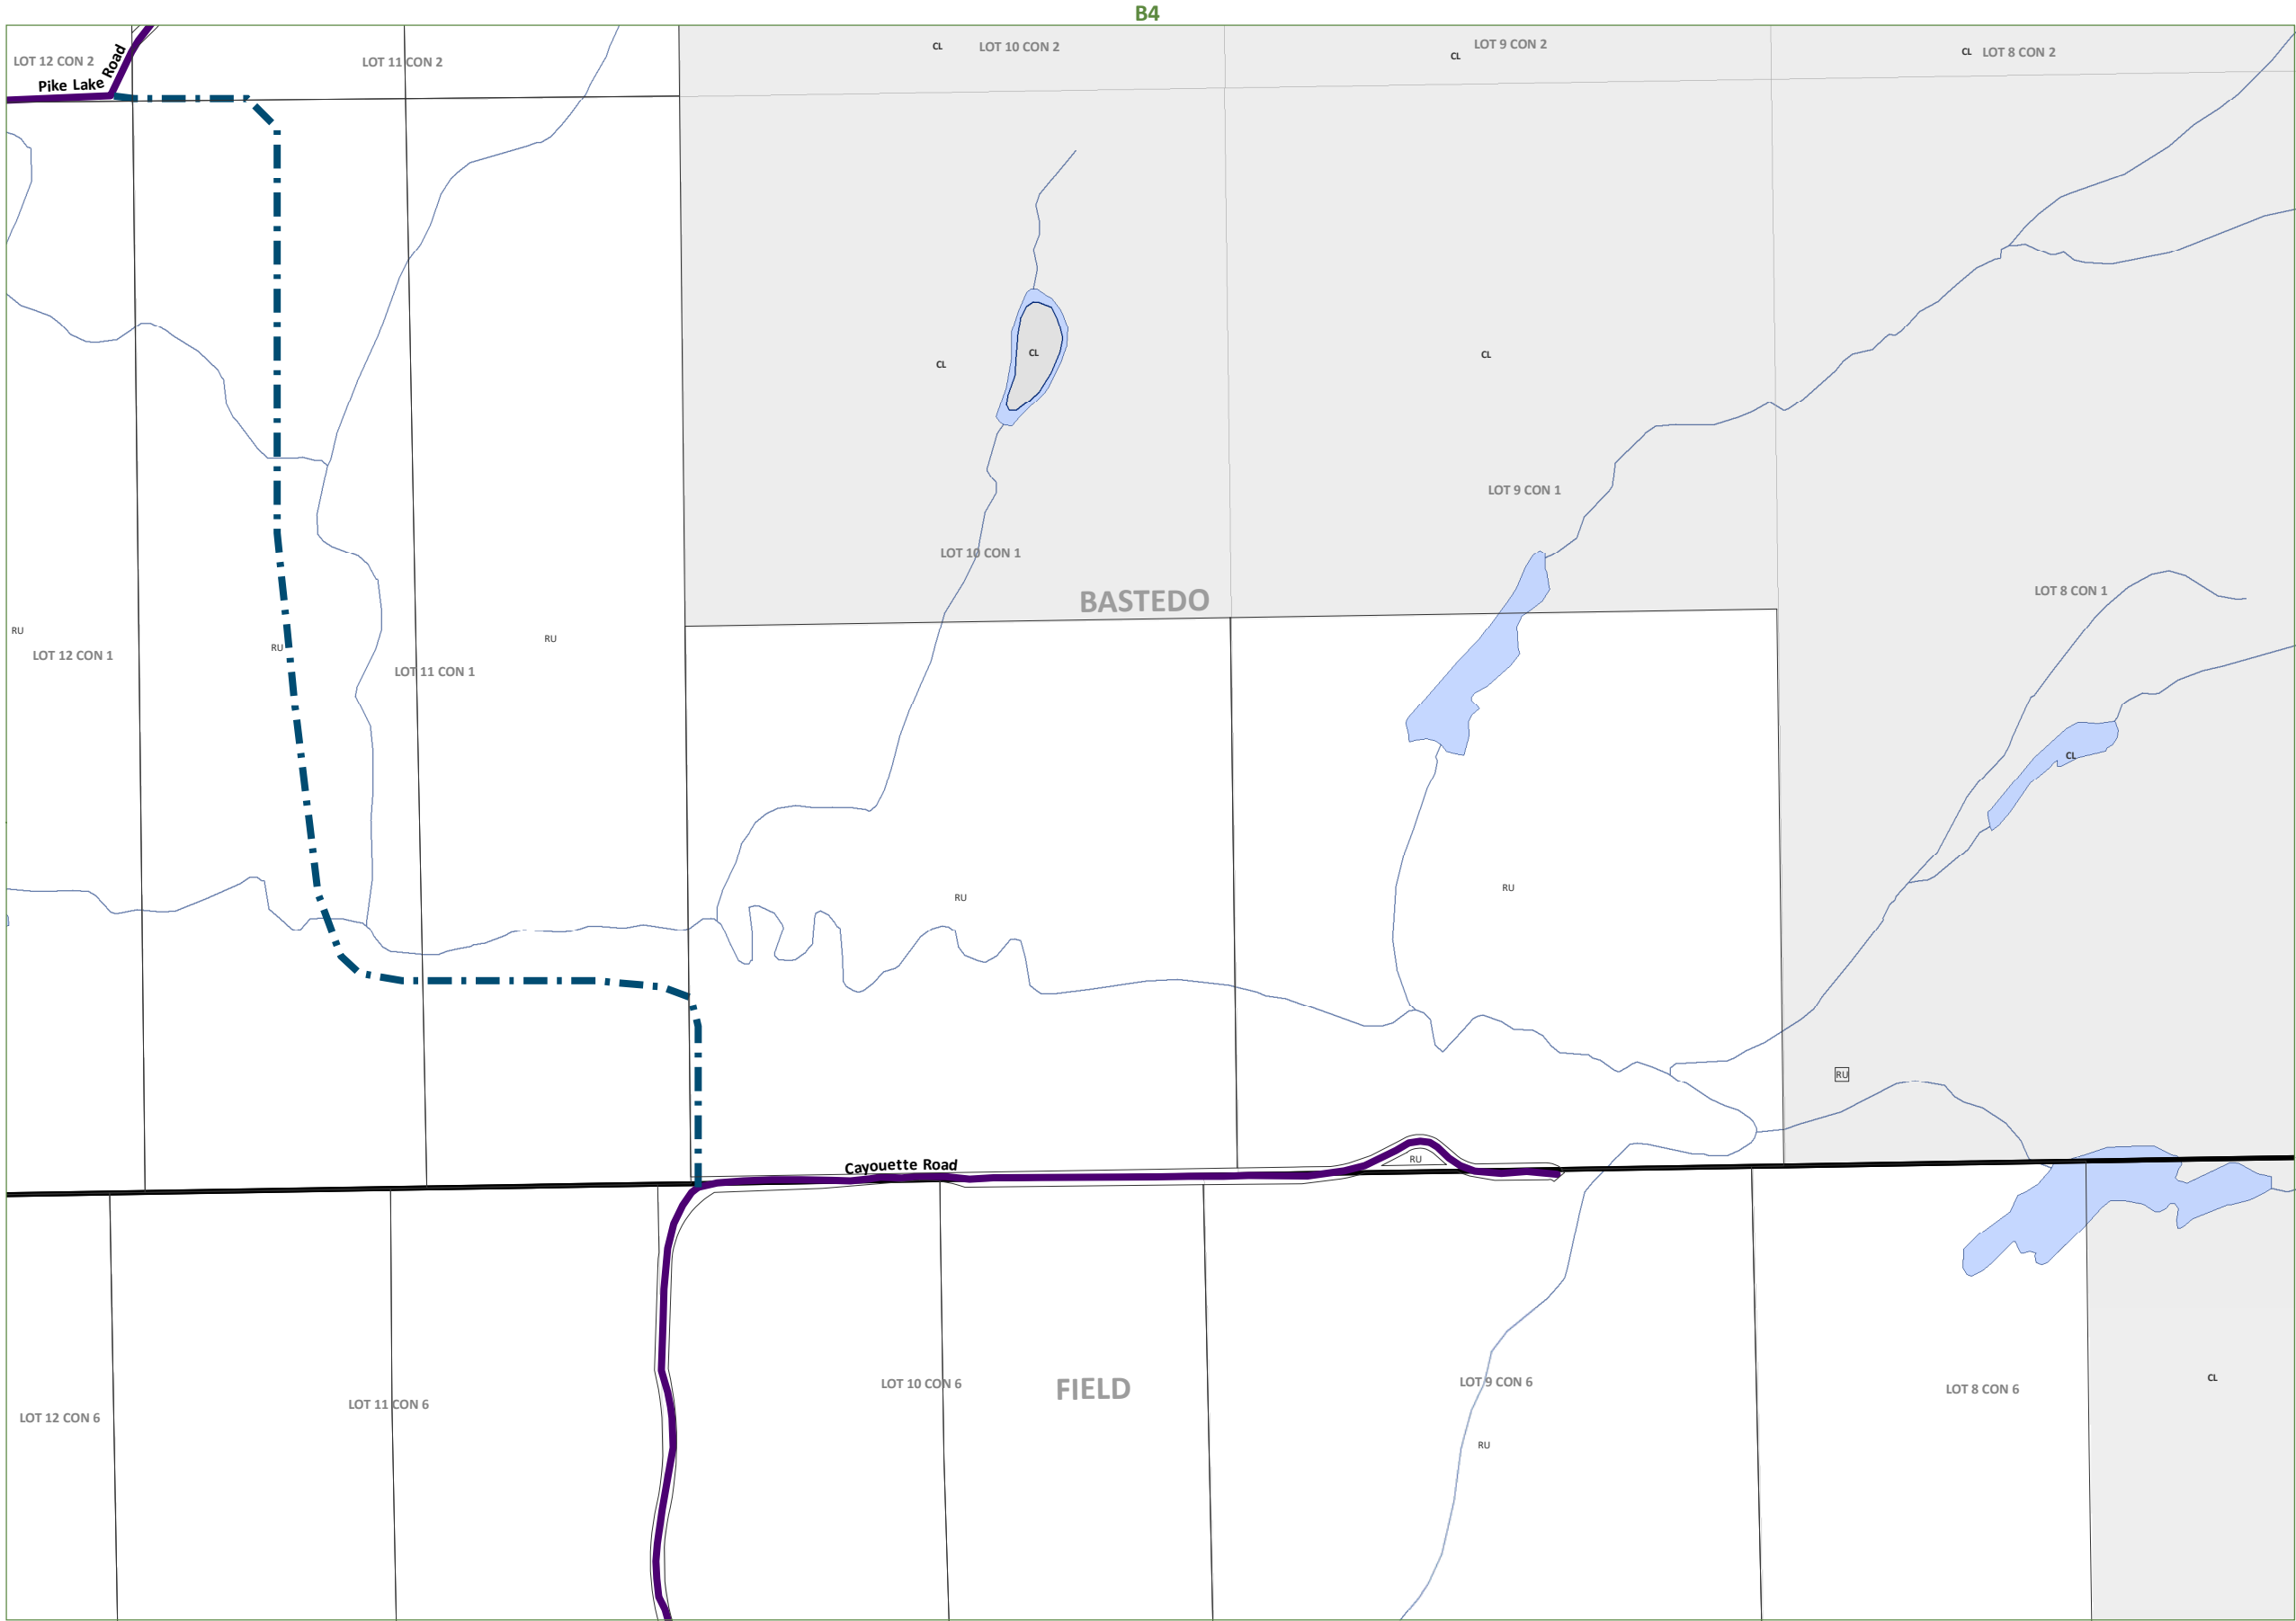 B4
CL
LOT 10 CON 2
LOT 9 CON 2
CL
CL
LOT 8 CON 2
LOT 12 CON 2
LOT 11 CON 2
Pike Lake Road
CL
CL
CL
LOT 9 CON 1
LOT 10 CON 1
LOT 8 CON 1
BASTEDO
RU
RU
RU
LOT 12 CON 1
LOT 11 CON 1
CL
RU
RU
RU
RU
Cayouette Road
LOT 10 CON 6
FIELD
LOT 9 CON 6
LOT 8 CON 6
CL
LOT 11 CON 6
LOT 12 CON 6
RU